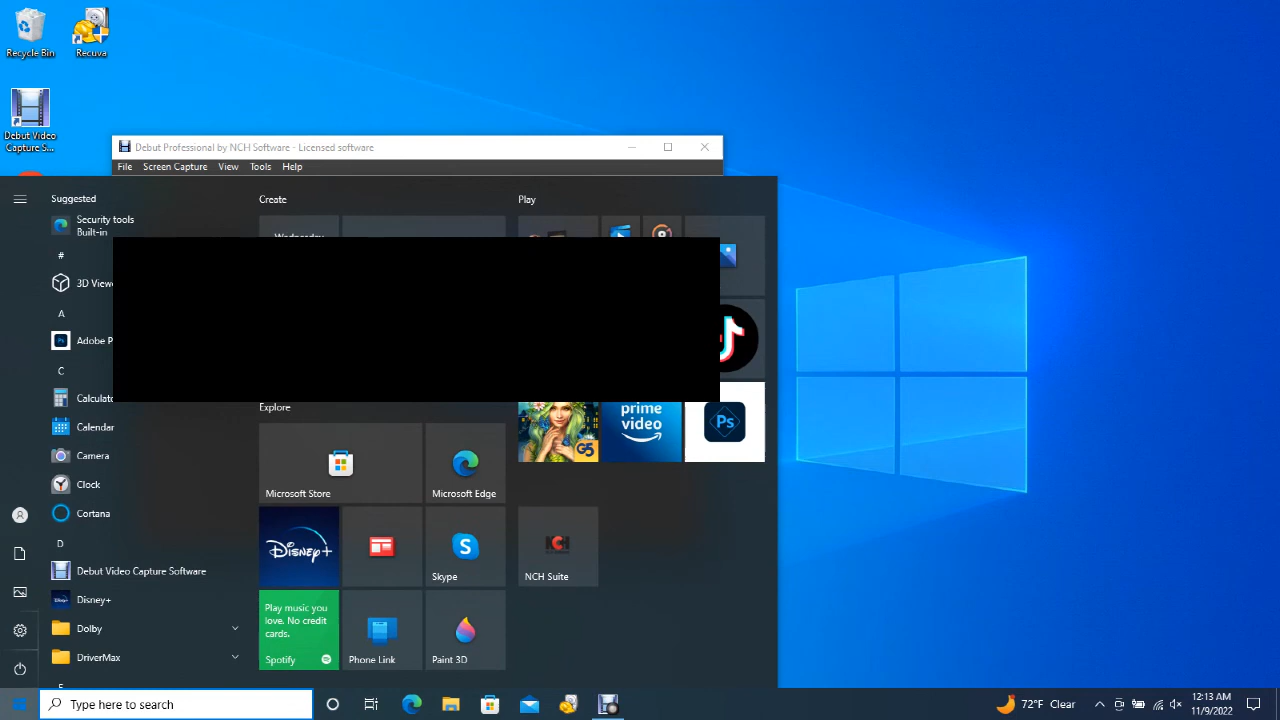 Recycle Bin
Recuva
Debut Video
Capture S...
Debut Professional by NCH Software - Licensed software
File Screen Capture View Tools Help
Suggested
Security tools
Built-in
#
3D View
A
Adobe P
C
Calculato
Calendar
Camera
Clock
Cortana
D
Debut Video Capture Software
Disney+
Dolby
DriverMax
Create
Wednesday
Explore
Microsoft Store
Microsoft Edge
Disney+
Skype
Play music you
love. No credit
cards.
Spotify
Phone Link
Paint 3D
Play
G5
prime
video
Ps
NCH
NCH Suite
Type here to search
72°F Clear
12:13 AM
11/9/2022